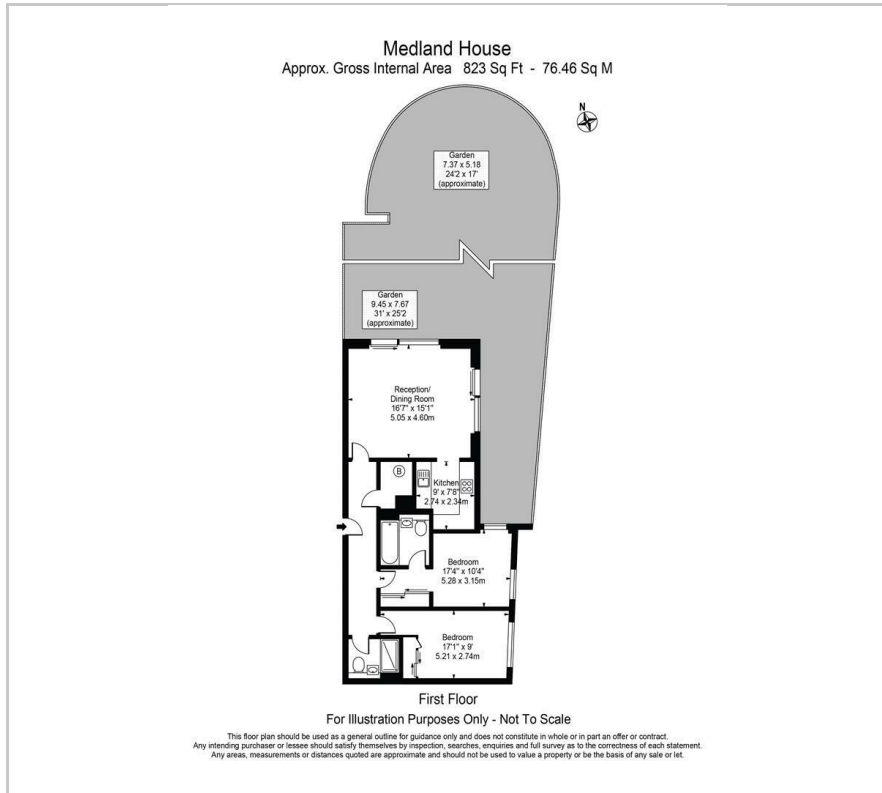 Medland House
Approx. Gross Internal Area 823 Sq Ft - 76.46 Sq M
N
Garden
7.37 x 5.18
24'2 x 17'
(approximate)
Garden
9.45 x 7.67
31' x 25'2
(approximate)
Reception/
Dining Room
16'7" x 15'1"
5.05 x 4.60m
B
Kitchen
9' x 7'8"
2.74 x 2.34m
Bedroom
17'4" x 10'4"
5.28 x 3.15m
Bedroom
17'1" x 9'
5.21 x 2.74m
First Floor
For Illustration Purposes Only - Not To Scale
This floor plan should be used as a general outline for guidance only and does not constitute in whole or in part an offer or contract.
Any intending purchaser or lessee should satisfy themselves by inspection, searches, enquiries and full survey as to the correctness of each statement.
Any areas, measurements or distances quoted are approximate and should not be used to value a property or be the basis of any sale or let.